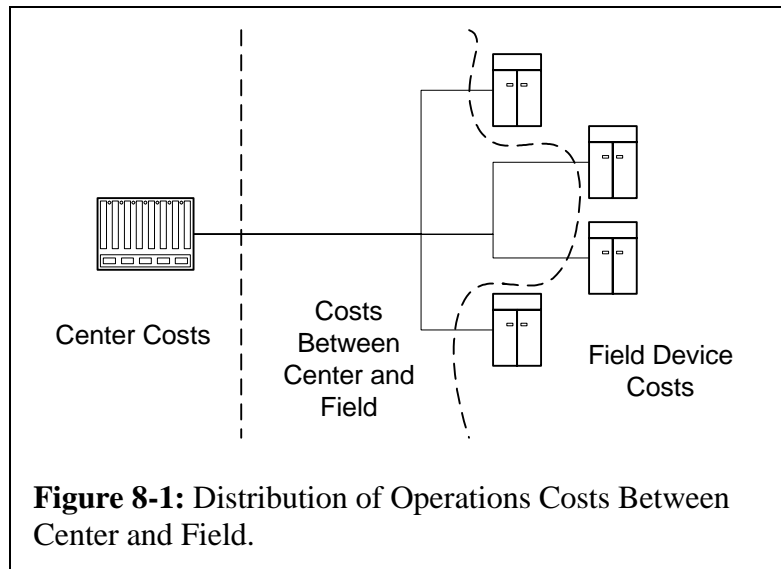 Center Costs
Costs
Between
Center and
Field
Field Device
Costs
Figure 8-1: Distribution of Operations Costs Between
Center and Field.